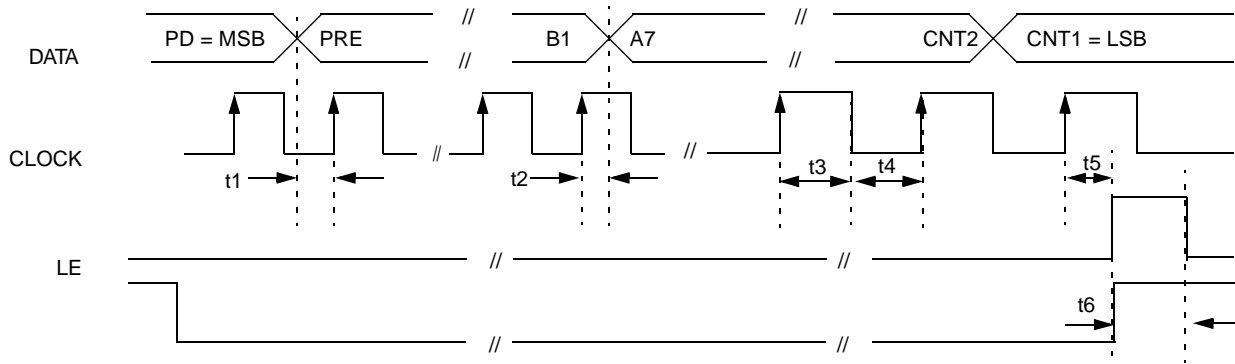 PD = MSB PRE // B1 A7 // CNT2 CNT1 = LSB
DATA // //
CLOCK // //
t1 t2 t3 t4 t5
LE // //
t6
// //